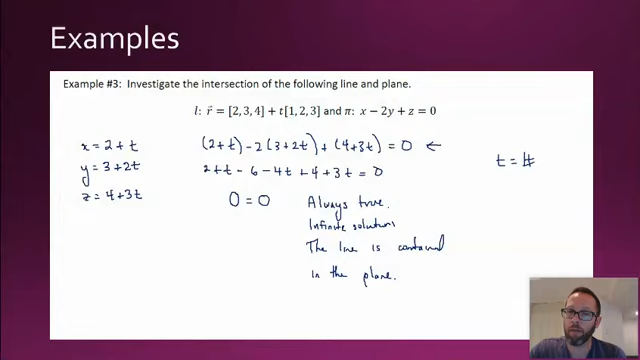 Examples
Example #3: Investigate the intersection of the following line and plane.
l: r⃗ = [2,3,4] + t[1,2,3] and π: x − 2y + z = 0
x = 2 + t
y = 3 + 2t
z = 4 + 3t
(2+t) − 2(3+2t) + (4+3t) = 0 ←
2 + t − 6 − 4t + 4 + 3t = 0
0 = 0
Always true.
Infinite solutions
The line is contained
in the plane.
t = #